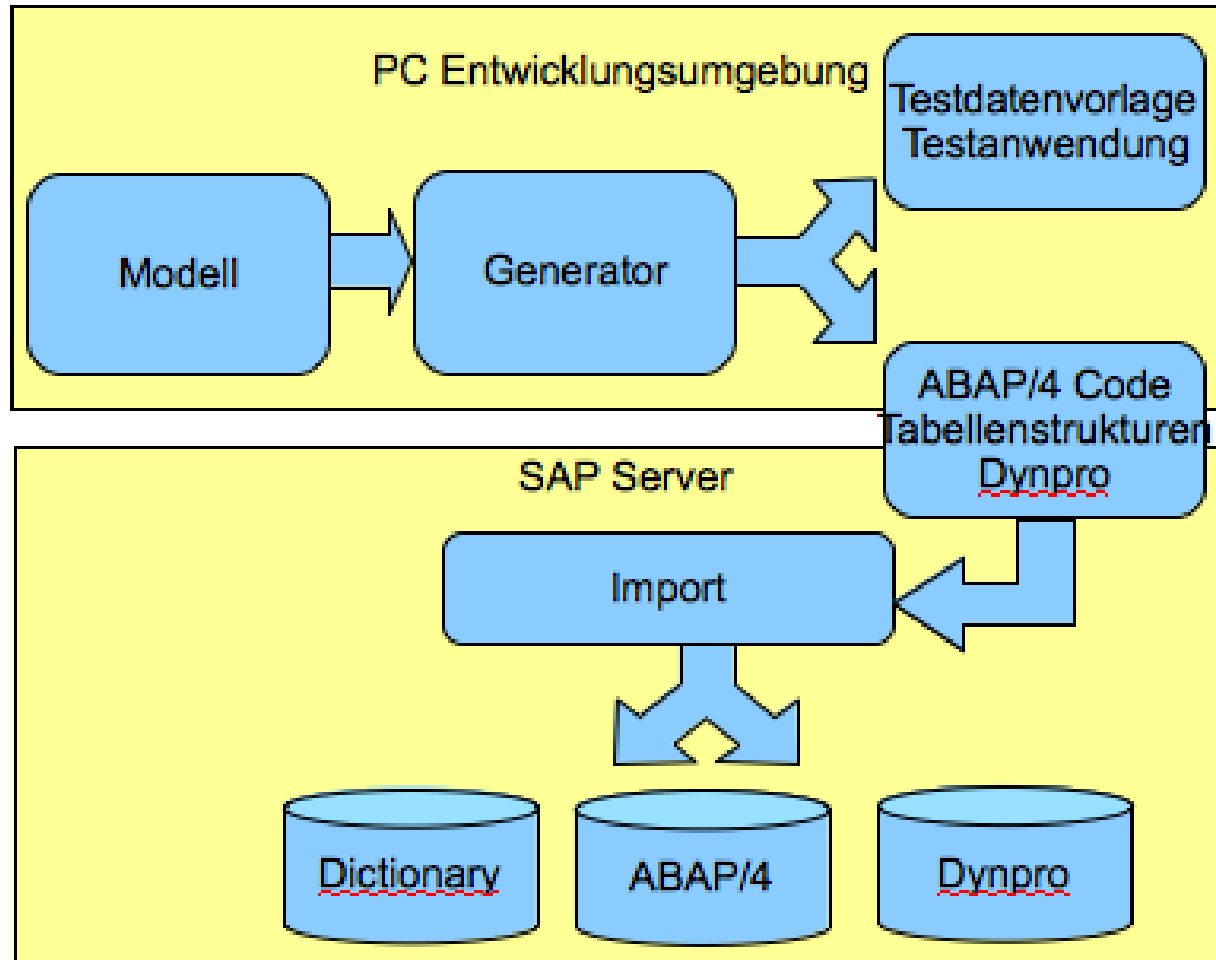 PC Entwicklungsumgebung
Testdatenvorlage
Testanwendung
Modell
Generator
ABAP/4 Code
Tabellenstrukturen
Dynpro
SAP Server
Import
Dictionary
ABAP/4
Dynpro